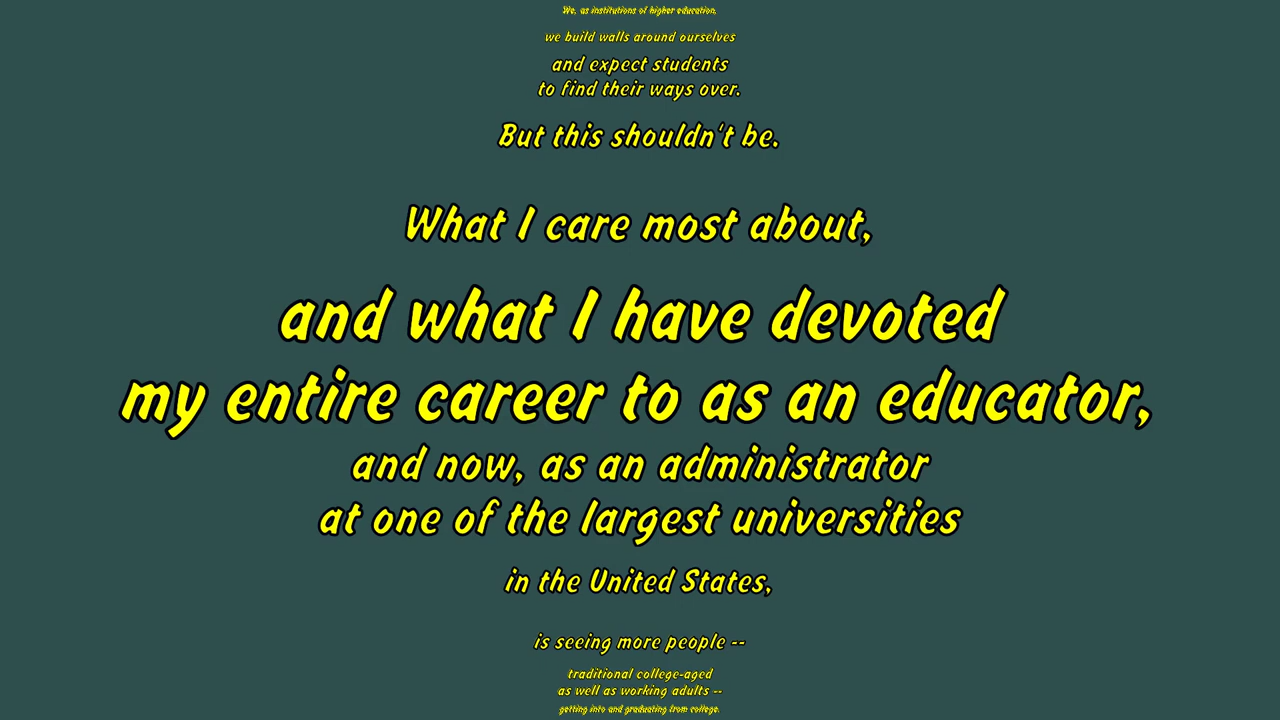 We, as institutions of higher education,
we build walls around ourselves
and expect students
to find their ways over.
But this shouldn't be.
What I care most about,
and what I have devoted
my entire career to as an educator,
and now, as an administrator
at one of the largest universities
in the United States,
is seeing more people --
traditional college-aged
as well as working adults --
getting into and graduating from college.